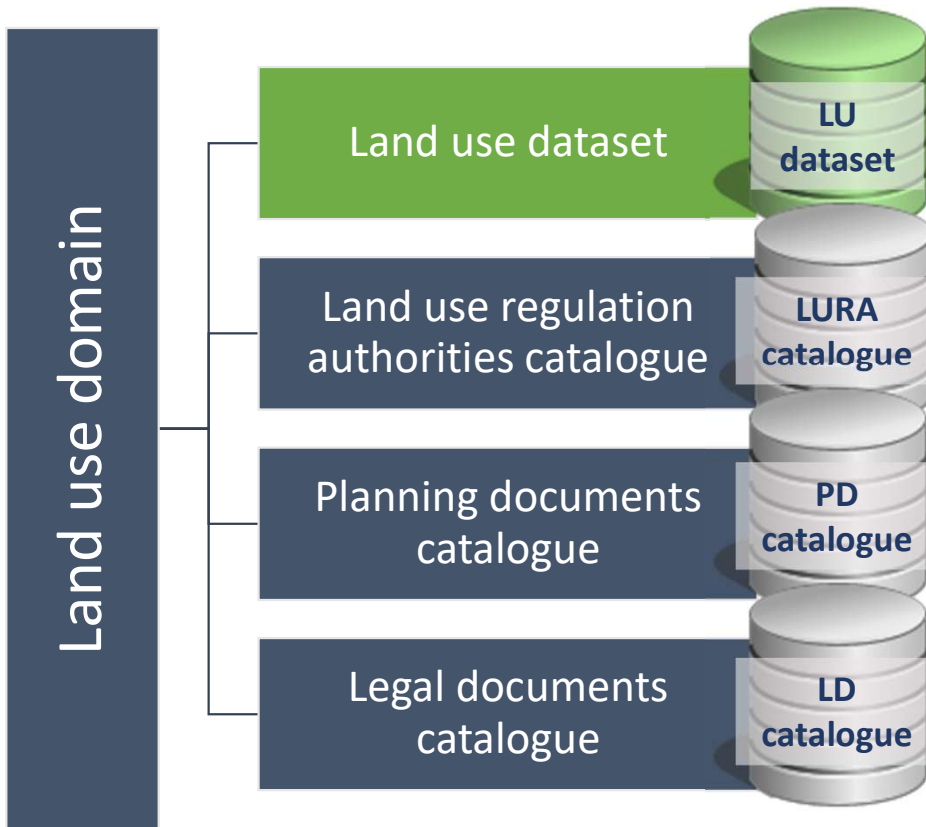 Land use domain
Land use dataset
LU
dataset
Land use regulation
authorities catalogue
LURA
catalogue
Planning documents
catalogue
PD
catalogue
Legal documents
catalogue
LD
catalogue